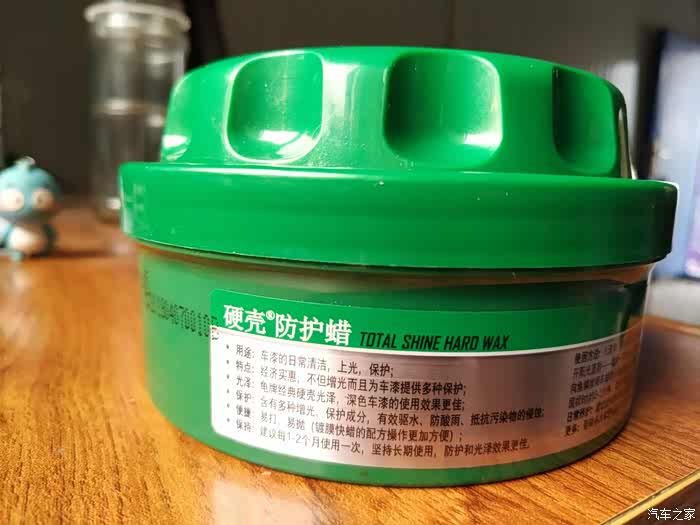 硬壳®防护蜡 TOTAL SHINE HARD WAX
• 用途：车漆的日常清洁，上光，保护；
• 特点：经济实惠，不但增光而且为车漆提供多种保护；
• 光泽：龟牌经典硬壳光泽，深色车漆的使用效果更佳；
• 保护：含有多种增光、保护成分，有效驱水、防酸雨、抵抗污染物的侵蚀；
• 便捷：易打，易抛（镀膜快蜡的配方操作更加方便）；
• 保持：建议每1-2个月使用一次，坚持长期使用，防护和光泽效果更佳。
使用方法：
汽车之家